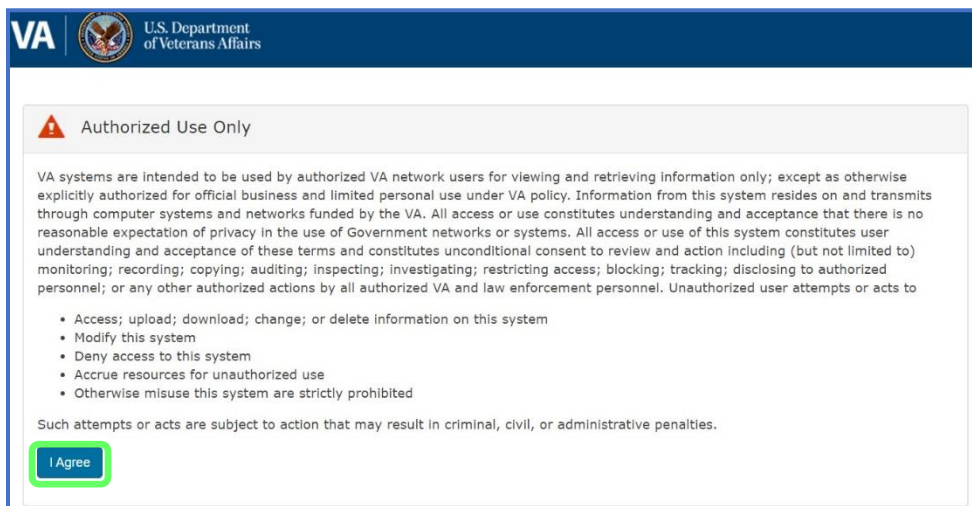 VA
U.S. Department
of Veterans Affairs
Authorized Use Only
VA systems are intended to be used by authorized VA network users for viewing and retrieving information only; except as otherwise
explicitly authorized for official business and limited personal use under VA policy. Information from this system resides on and transmits
through computer systems and networks funded by the VA. All access or use constitutes understanding and acceptance that there is no
reasonable expectation of privacy in the use of Government networks or systems. All access or use of this system constitutes user
understanding and acceptance of these terms and constitutes unconditional consent to review and action including (but not limited to)
monitoring; recording; copying; auditing; inspecting; investigating; restricting access; blocking; tracking; disclosing to authorized
personnel; or any other authorized actions by all authorized VA and law enforcement personnel. Unauthorized user attempts or acts to
• Access; upload; download; change; or delete information on this system
• Modify this system
• Deny access to this system
• Accrue resources for unauthorized use
• Otherwise misuse this system are strictly prohibited
Such attempts or acts are subject to action that may result in criminal, civil, or administrative penalties.
I Agree